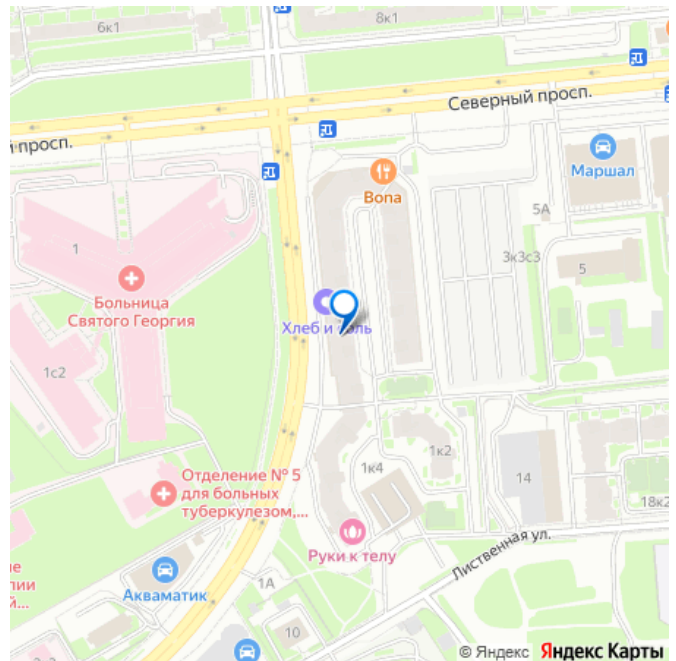 6к1
8к1
Северный просп.
й просп.
Маршал
Вопа
5А
1
3к3с3
5
Больница
Святого Георгия
Хлеб и
1с2
1к2
1к4
Отделение № 5
для больных
туберкулезом,...
14
18к2
Руки к телу
Лиственная ул.
1А
Акваматик
10
© Яндекс Яндекс Карты